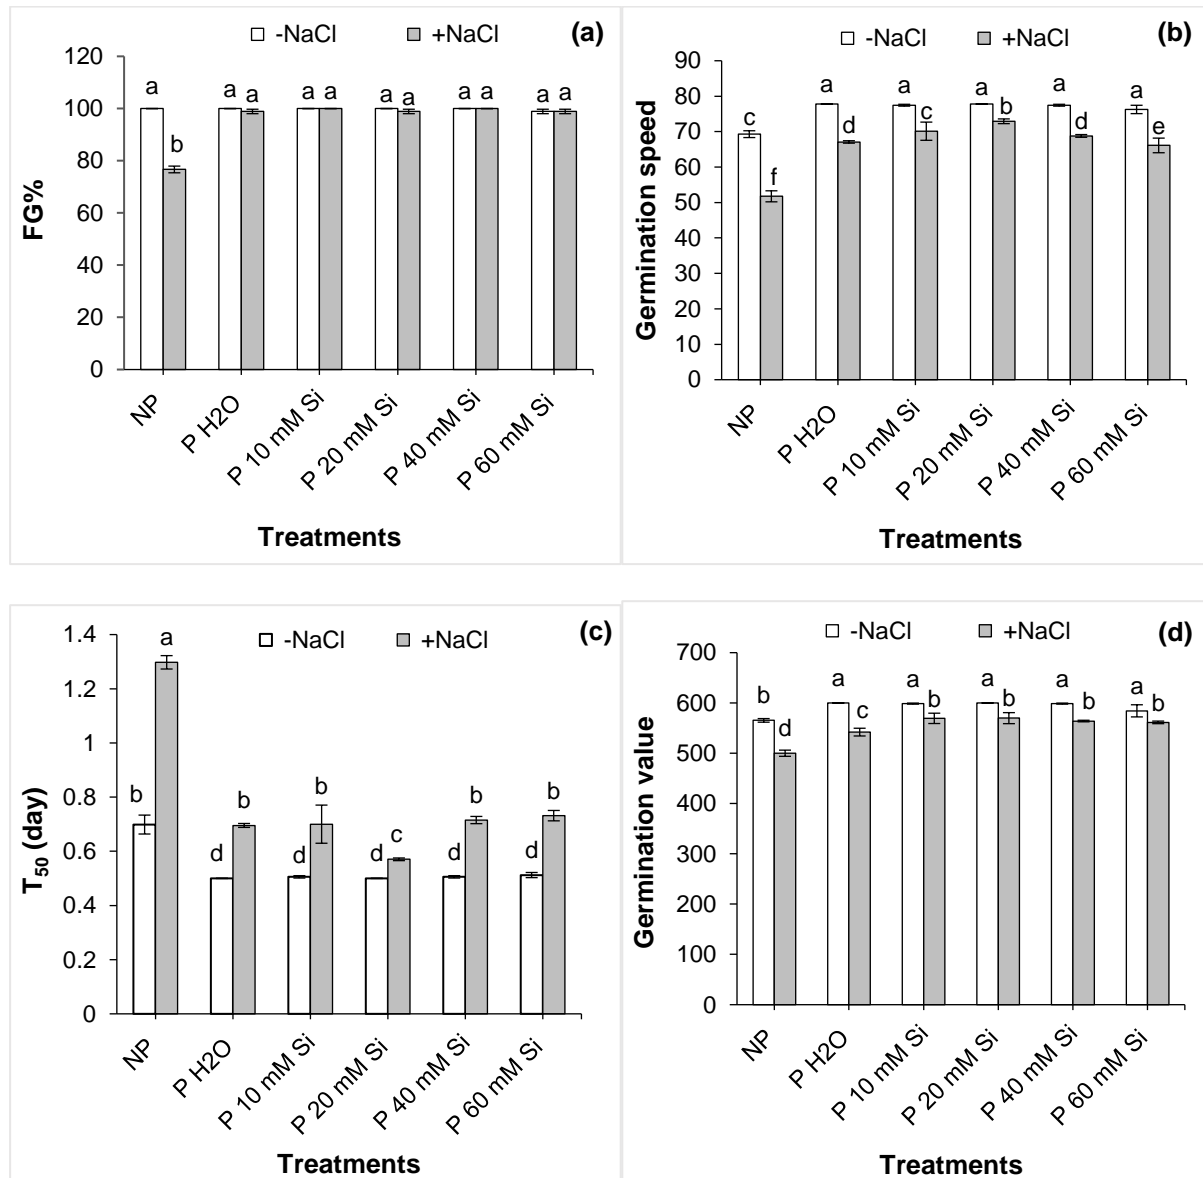 -NaCl +NaCl (a)
120
100
80
60
40
20
0
FG%
a b a a a a a a a a a a
NP P H2O P 10 mM Si P 20 mM Si P 40 mM Si P 60 mM Si
Treatments
-NaCl +NaCl (b)
90
80
70
60
50
40
30
20
10
0
Germination speed
c f a d a c a b a d a e
NP P H2O P 10 mM Si P 20 mM Si P 40 mM Si P 60 mM Si
Treatments
-NaCl +NaCl (c)
1.4
1.2
1
0.8
0.6
0.4
0.2
0
T50 (day)
b a d b d b d c d b d b
NP P H2O P 10 mM Si P 20 mM Si P 40 mM Si P 60 mM Si
Treatments
-NaCl +NaCl (d)
700
600
500
400
300
200
100
0
Germination value
b d a c a b a b a b a b
NP P H2O P 10 mM Si P 20 mM Si P 40 mM Si P 60 mM Si
Treatments